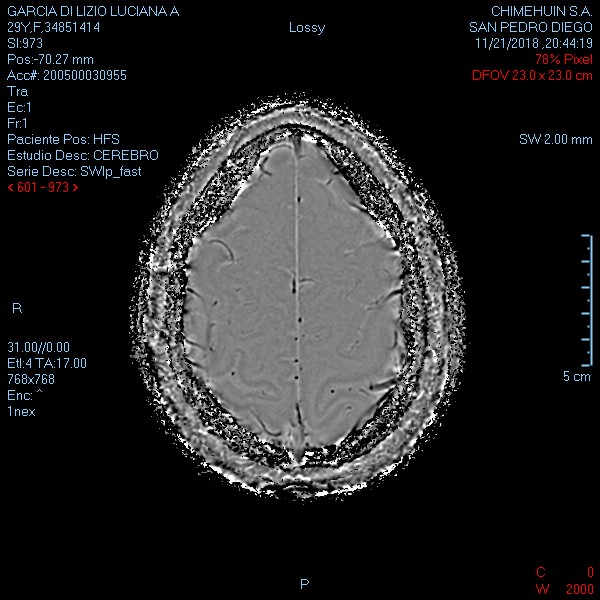 GARCIA DI LIZIO LUCIANA A
29Y,F,34851414
Sl:973
Pos:-70.27 mm
Acc#: 200500030955
Tra
Ec:1
Fr:1
Paciente Pos: HFS
Estudio Desc: CEREBRO
Serie Desc: SWIp_fast
< 601 - 973 >
Lossy
CHIMEHUIN S.A.
SAN PEDRO DIEGO
11/21/2018 ,20:44:19
78% Pixel
DFOV 23.0 x 23.0 cm
SW 2.00 mm
R
5 cm
31.00//0.00
Etl:4 TA:17.00
768x768
Enc: ^
1nex
P
C 0
W 2000